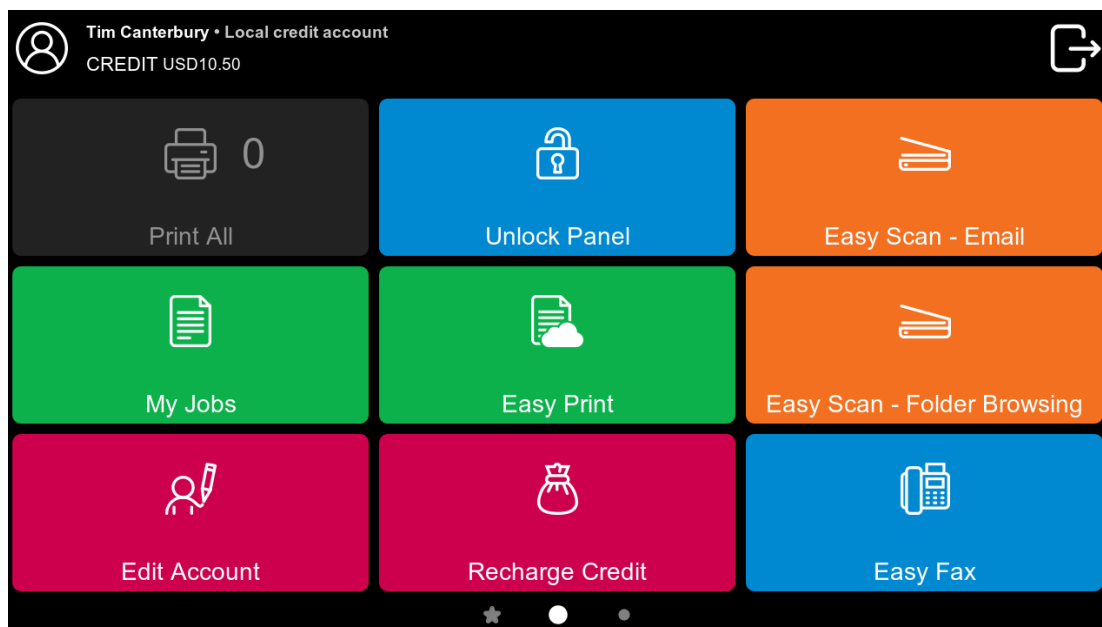 Tim Canterbury • Local credit account
CREDIT USD10.50
0
Print All
Unlock Panel
Easy Scan - Email
My Jobs
Easy Print
Easy Scan - Folder Browsing
Edit Account
Recharge Credit
Easy Fax